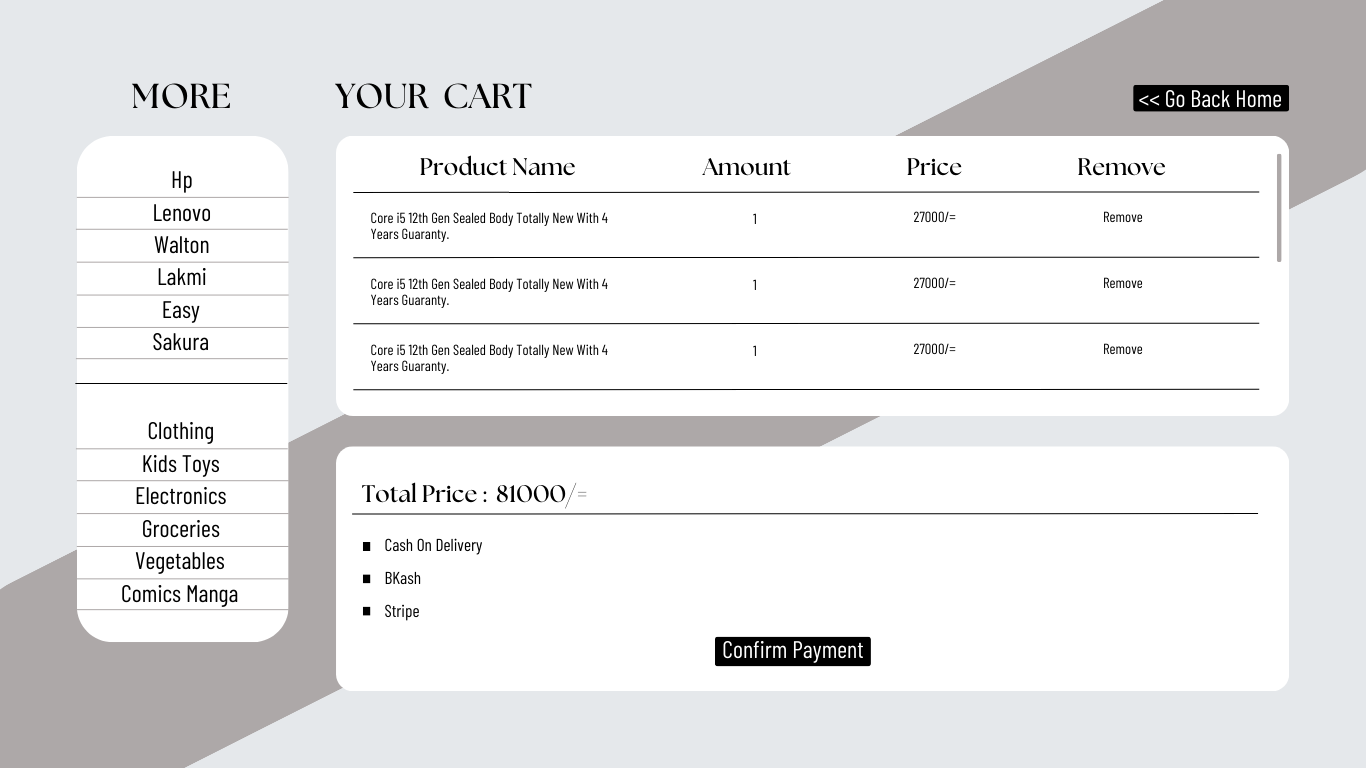 MORE
YOUR CART
<< Go Back Home
Hp
Lenovo
Walton
Lakmi
Easy
Sakura
Clothing
Kids Toys
Electronics
Groceries
Vegetables
Comics Manga
Product Name Amount Price Remove
Core i5 12th Gen Sealed Body Totally New With 4 1 27000/= Remove
Years Guaranty.
Core i5 12th Gen Sealed Body Totally New With 4 1 27000/= Remove
Years Guaranty.
Core i5 12th Gen Sealed Body Totally New With 4 1 27000/= Remove
Years Guaranty.
Total Price : 81000/=
Cash On Delivery
BKash
Stripe
Confirm Payment